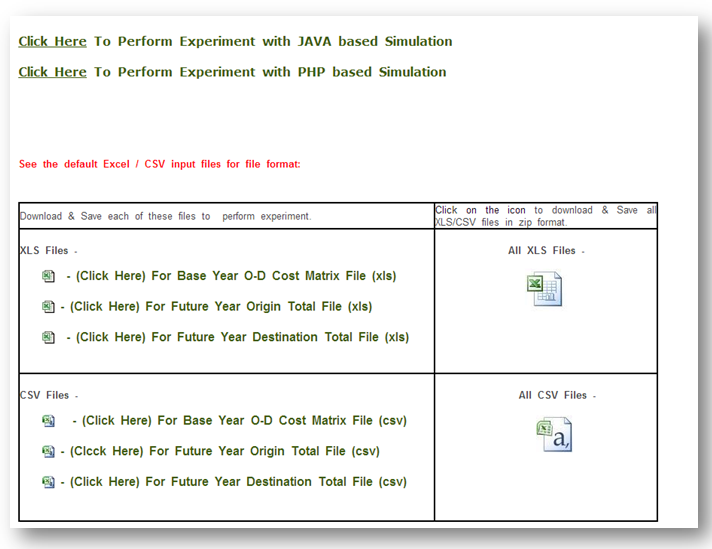 Click Here To Perform Experiment with JAVA based Simulation
Click Here To Perform Experiment with PHP based Simulation
See the default Excel / CSV input files for file format:
Download & Save each of these files to perform experiment.
Click on the icon to download & Save all
XLS/CSV files in zip format.
XLS Files -
- (Click Here) For Base Year O-D Cost Matrix File (xls)
- (Click Here) For Future Year Origin Total File (xls)
- (Click Here) For Future Year Destination Total File (xls)
All XLS Files -
CSV Files -
- (Click Here) For Base Year O-D Cost Matrix File (csv)
- (Clcck Here) For Future Year Origin Total File (csv)
- (Click Here) For Future Year Destination Total File (csv)
All CSV Files -
a,